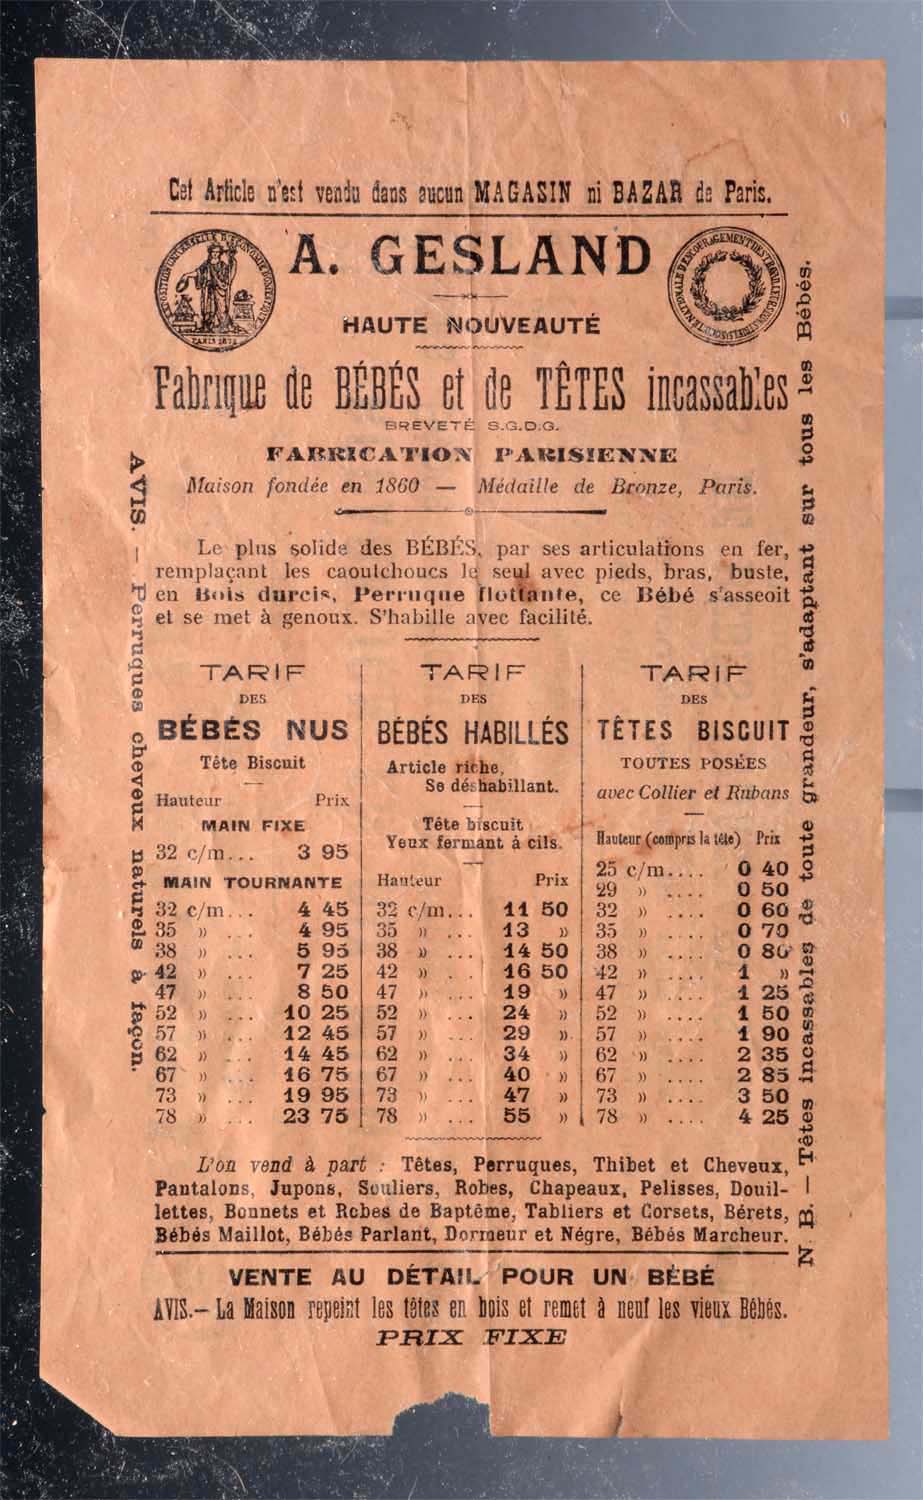 Cet Article n'est vendu dans aucun MAGASIN ni BAZAR de Paris.
A. GESLAND
HAUTE NOUVEAUTÉ
Fabrique de BÉBÉS et de TÊTES incassables
BREVETÉ S.G.D.G.
FABRICATION PARISIENNE
Maison fondée en 1860 — Médaille de Bronze, Paris.
Le plus solide des BÉBÉS, par ses articulations en fer,
remplaçant les caoutchoucs le seul avec pieds, bras, buste,
en Bois durcis, Perruque flottante, ce Bébé s'asseoit
et se met à genoux. S'habille avec facilité.
TARIF
DES
BÉBÉS NUS
Tête Biscuit
Hauteur Prix
MAIN FIXE
32 c/m... 3 95
MAIN TOURNANTE
32 c/m... 4 45
35 » ... 4 95
38 » ... 5 95
42 » ... 7 25
47 » ... 8 50
52 » ... 10 25
57 » ... 12 45
62 » ... 14 45
67 » ... 16 75
73 » ... 19 95
78 » ... 23 75
TARIF
DES
BÉBÉS HABILLÉS
Article riche,
Se déshabillant.
Tête biscuit
Yeux fermant à cils.
Hauteur Prix
32 c/m... 11 50
35 » ... 13 »
38 » ... 14 50
42 » ... 16 50
47 » ... 19 »
52 » ... 24 »
57 » ... 29 »
62 » ... 34 »
67 » ... 40 »
73 » ... 47 »
78 » ... 55 »
TARIF
DES
TÊTES BISCUIT
TOUTES POSÉES
avec Collier et Rubans
Hauteur (compris la tête) Prix
25 c/m.... 0 40
29 » .... 0 50
32 » .... 0 60
35 » .... 0 70
38 » .... 0 80
42 » .... 1 »
47 » .... 1 25
52 » .... 1 50
57 » .... 1 90
62 » .... 2 35
67 » .... 2 85
73 » .... 3 50
78 » .... 4 25
L'on vend à part : Têtes, Perruques, Thibet et Cheveux,
Pantalons, Jupons, Souliers, Robes, Chapeaux, Pelisses, Douil-
lettes, Bonnets et Robes de Baptême, Tabliers et Corsets, Bérets,
Bébés Maillot, Bébés Parlant, Dormeur et Négre, Bébés Marcheur.
VENTE AU DÉTAIL POUR UN BÉBÉ
AVIS.— La Maison repeint les têtes en bois et remet à neuf les vieux Bébés.
PRIX FIXE
AVIS. — Perruques cheveux naturels à façon.
N. B. — Têtes incassables de toute grandeur, s'adaptant sur tous les Bébés.